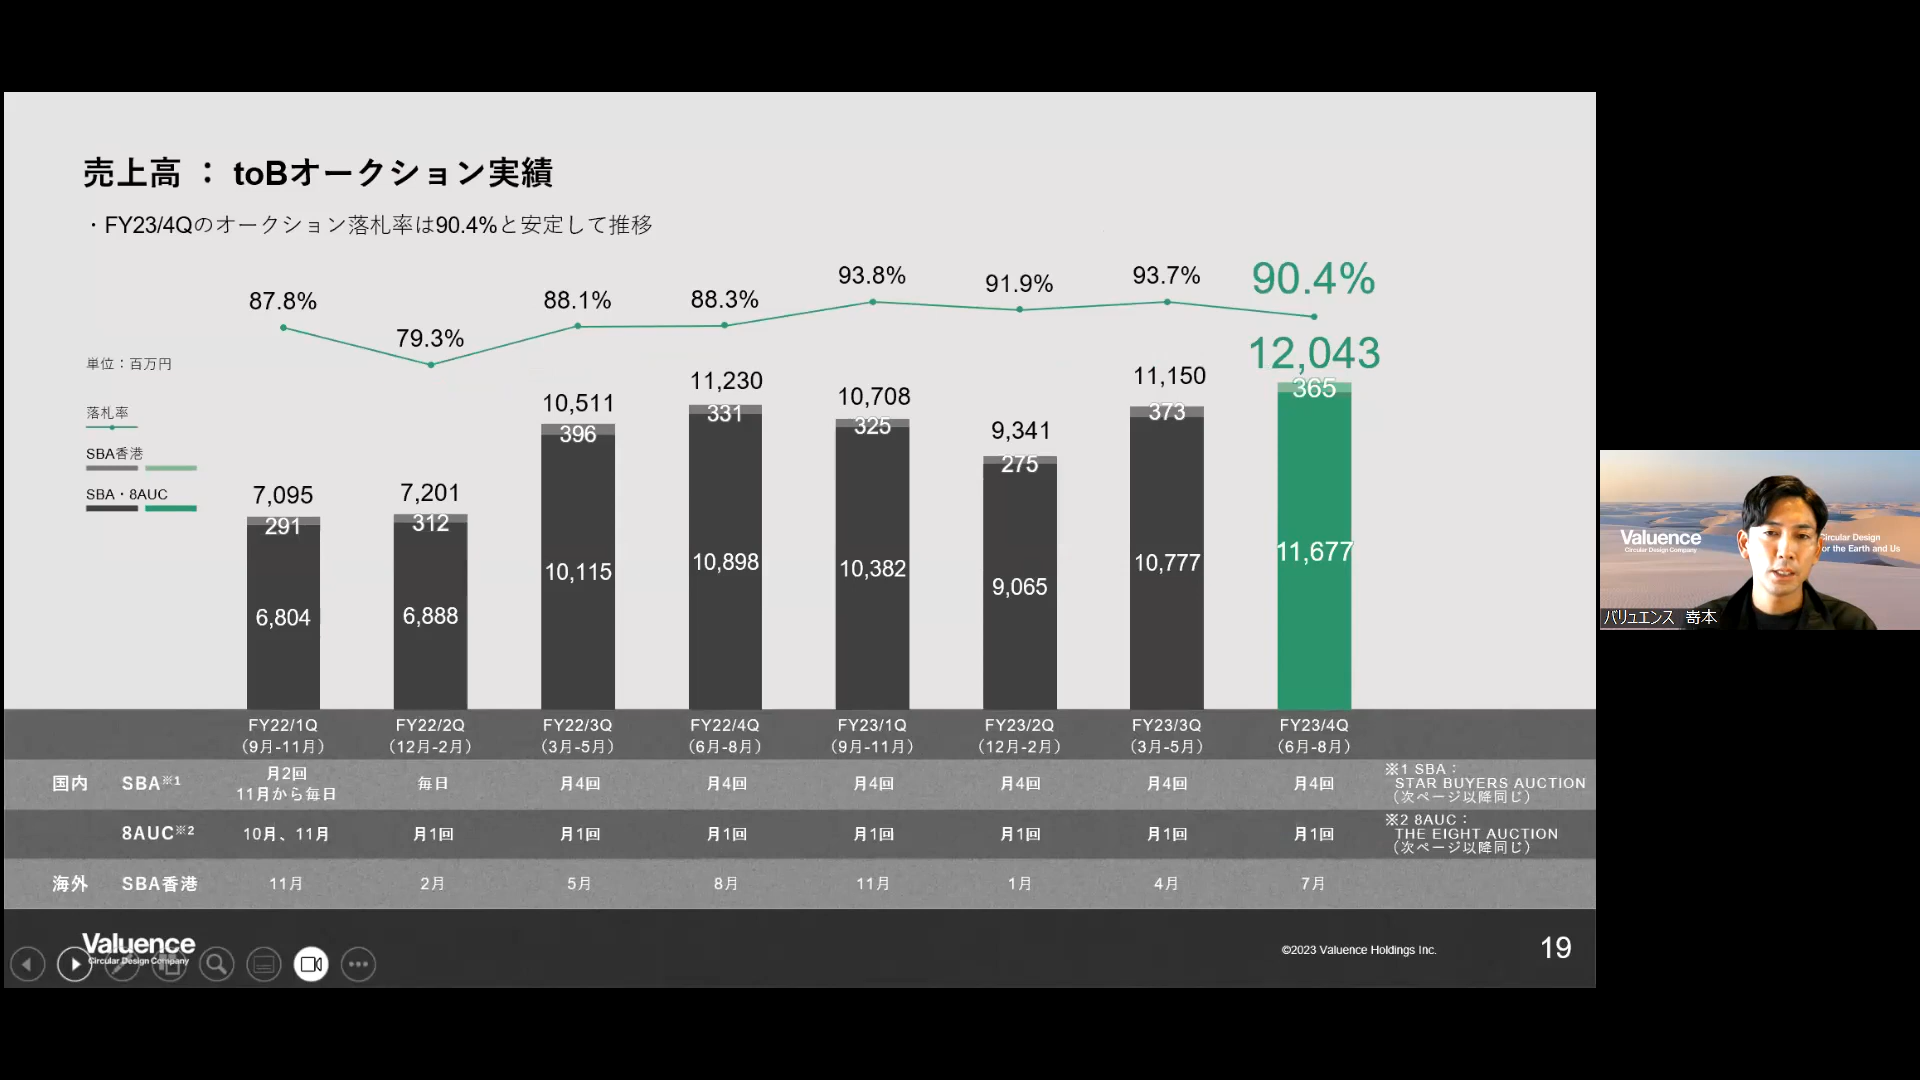 売上高 ： toBオークション実績
・FY23/4Qのオークション落札率は90.4%と安定して推移
87.8%
79.3%
88.1%
88.3%
93.8%
91.9%
93.7%
90.4%
単位：百万円
落札率
SBA香港
SBA・8AUC
7,095
7,201
10,511
11,230
10,708
9,341
11,150
12,043
291
312
396
331
325
275
373
365
6,804
6,888
10,115
10,898
10,382
9,065
10,777
11,677
FY22/1Q
（9月-11月）
FY22/2Q
（12月-2月）
FY22/3Q
（3月-5月）
FY22/4Q
（6月-8月）
FY23/1Q
（9月-11月）
FY23/2Q
（12月-2月）
FY23/3Q
（3月-5月）
FY23/4Q
（6月-8月）
国内 SBA※1
月2回
11月から毎日
毎日
月4回
月4回
月4回
月4回
月4回
月4回
※1 SBA：
STAR BUYERS AUCTION
（次ページ以降同じ）
8AUC※2
10月、11月
月1回
月1回
月1回
月1回
月1回
月1回
月1回
※2 8AUC：
THE EIGHT AUCTION
（次ページ以降同じ）
海外 SBA香港
11月
2月
5月
8月
11月
1月
4月
7月
Valuence
Circular Design Company
©2023 Valuence Holdings Inc.
19
Valuence
Circular Design Company
Circular Design
or the Earth and Us
バリュエンス 嵜本